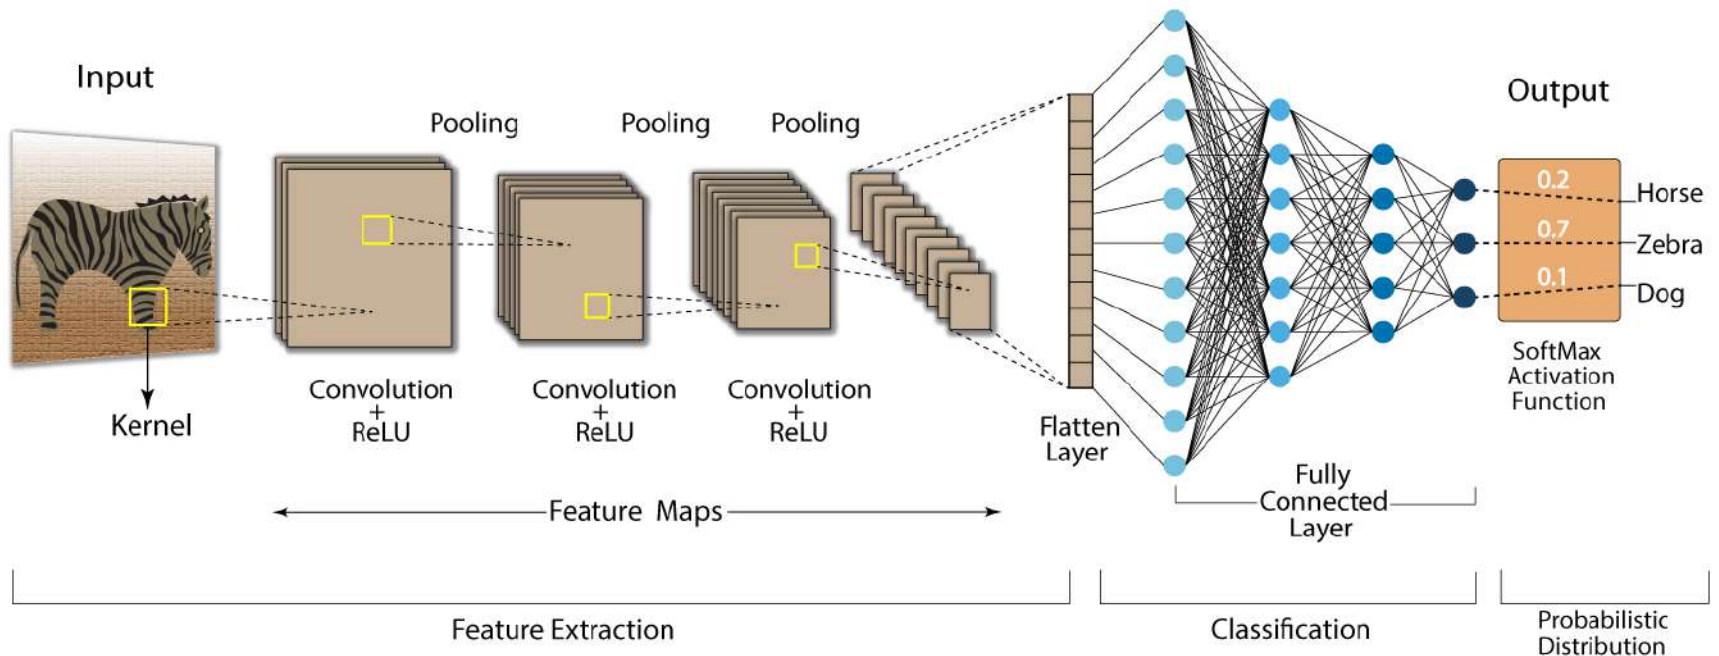 Input
Pooling
Pooling
Pooling
Output
0.2
Horse
0.7
Zebra
0.1
Dog
Kernel
Convolution
+
ReLU
Convolution
+
ReLU
Convolution
+
ReLU
Flatten
Layer
SoftMax
Activation
Function
Feature Maps
Fully
Connected
Layer
Feature Extraction
Classification
Probabilistic
Distribution